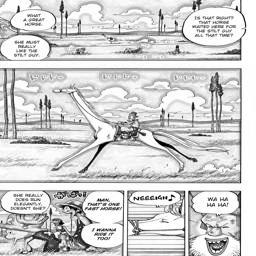 WHAT
A GREAT
HORSE.
SHE MUST
REALLY
LIKE THE
STILT GUY
IS THAT RIGHT?
THAT HORSE
WAITED HERE FOR
THE STILT GUY
ALL THAT TIME?
SHE REALLY
DOES RUN
ELEGANTLY,
DOESN'T SHE?
MAN,
THAT'S ONE
FAST HORSE!
I WANNA
RIDE IT
TOO!
NEEEIGH♪
WA HA
HA HA!